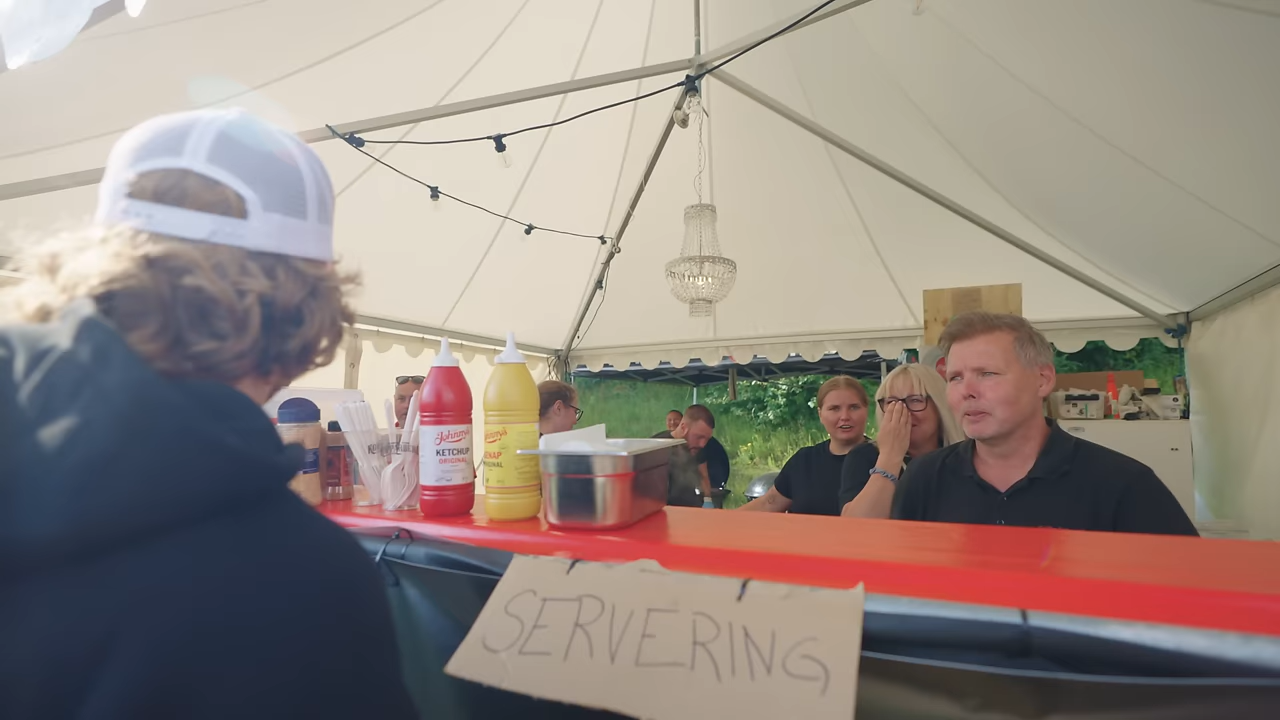 Johnny's
KETCHUP
ORIGINAL
Johnny's
SENAP
ORIGINAL
SERVERING